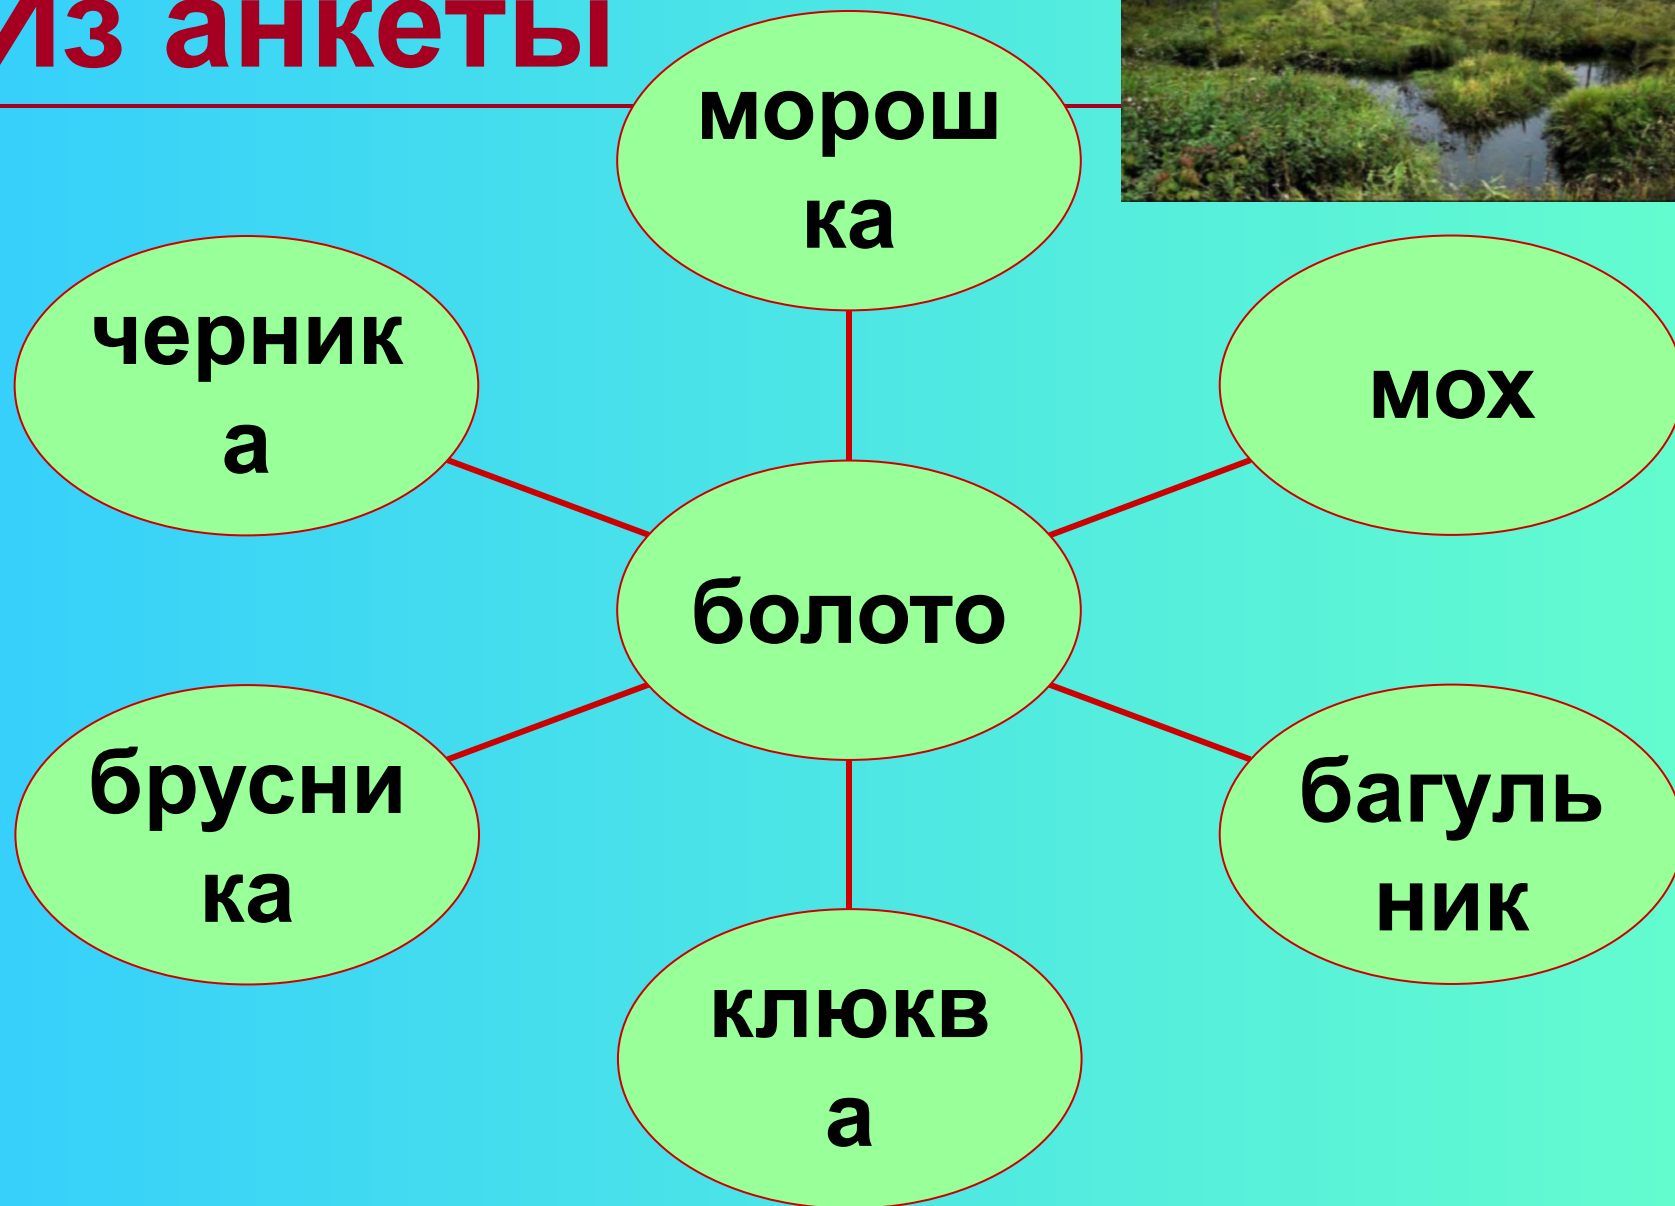 Из анкеты
морош
ка
черник
а
мох
болото
брусни
ка
багуль
ник
клюкв
а